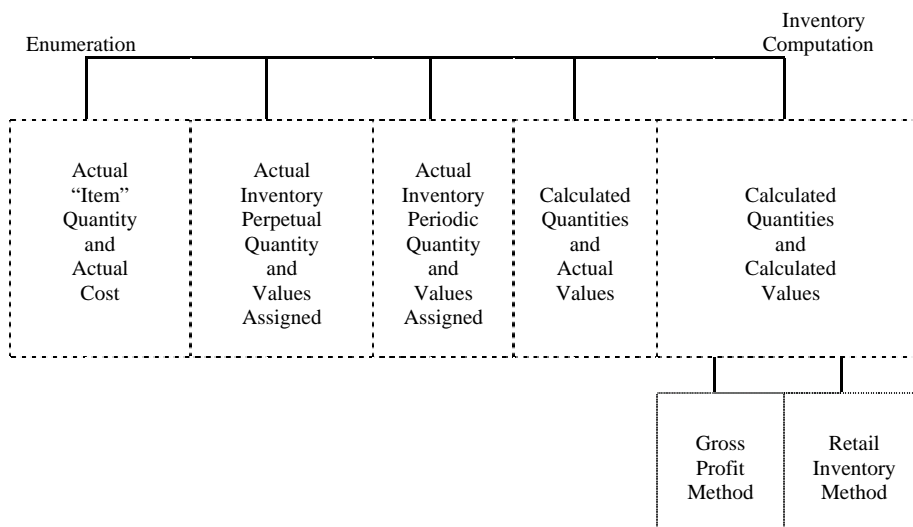 Enumeration
Inventory
Computation
Actual
“Item”
Quantity
and
Actual
Cost
Actual
Inventory
Perpetual
Quantity
and
Values
Assigned
Actual
Inventory
Periodic
Quantity
and
Values
Assigned
Calculated
Quantities
and
Actual
Values
Calculated
Quantities
and
Calculated
Values
Gross
Profit
Method
Retail
Inventory
Method